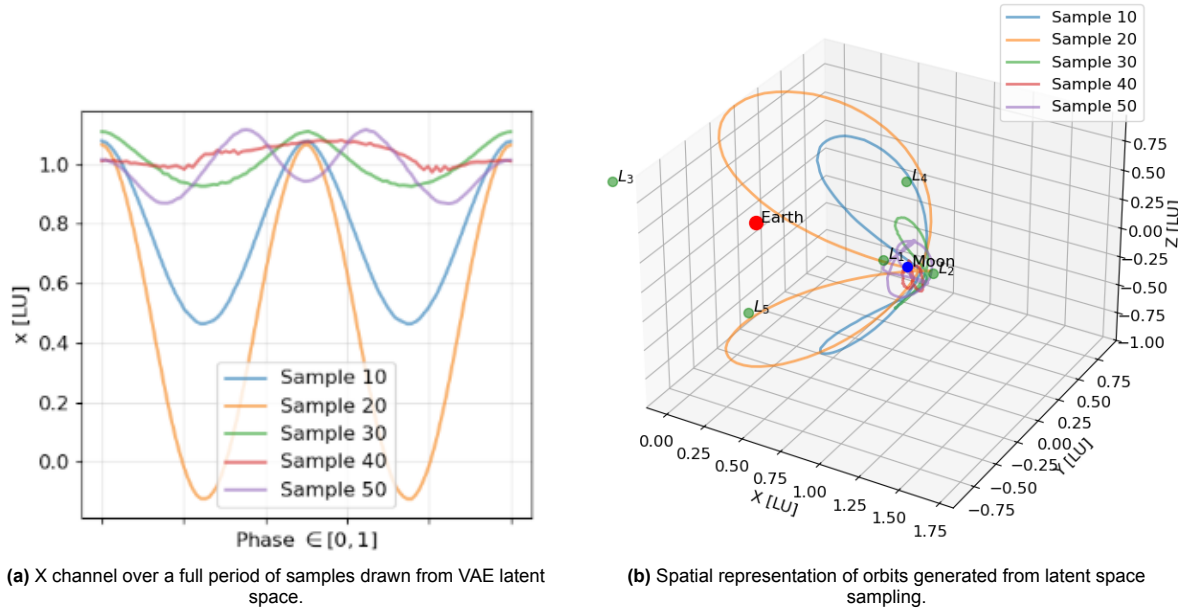 1.0
0.8
0.6
0.4
0.2
0.0
x [LU]
Phase ∈ [0, 1]
Sample 10
Sample 20
Sample 30
Sample 40
Sample 50
(a) X channel over a full period of samples drawn from VAE latent
space.
Sample 10
Sample 20
Sample 30
Sample 40
Sample 50
L3
L4
Earth
L1
Moon
L2
L5
0.75
0.50
0.25
0.00
−0.25
−0.50
−0.75
−1.00
Z [LU]
0.75
0.50
0.25
0.00
−0.25
−0.50
−0.75
Y [LU]
0.00
0.25
0.50
0.75
1.00
1.25
1.50
1.75
X [LU]
(b) Spatial representation of orbits generated from latent space
sampling.